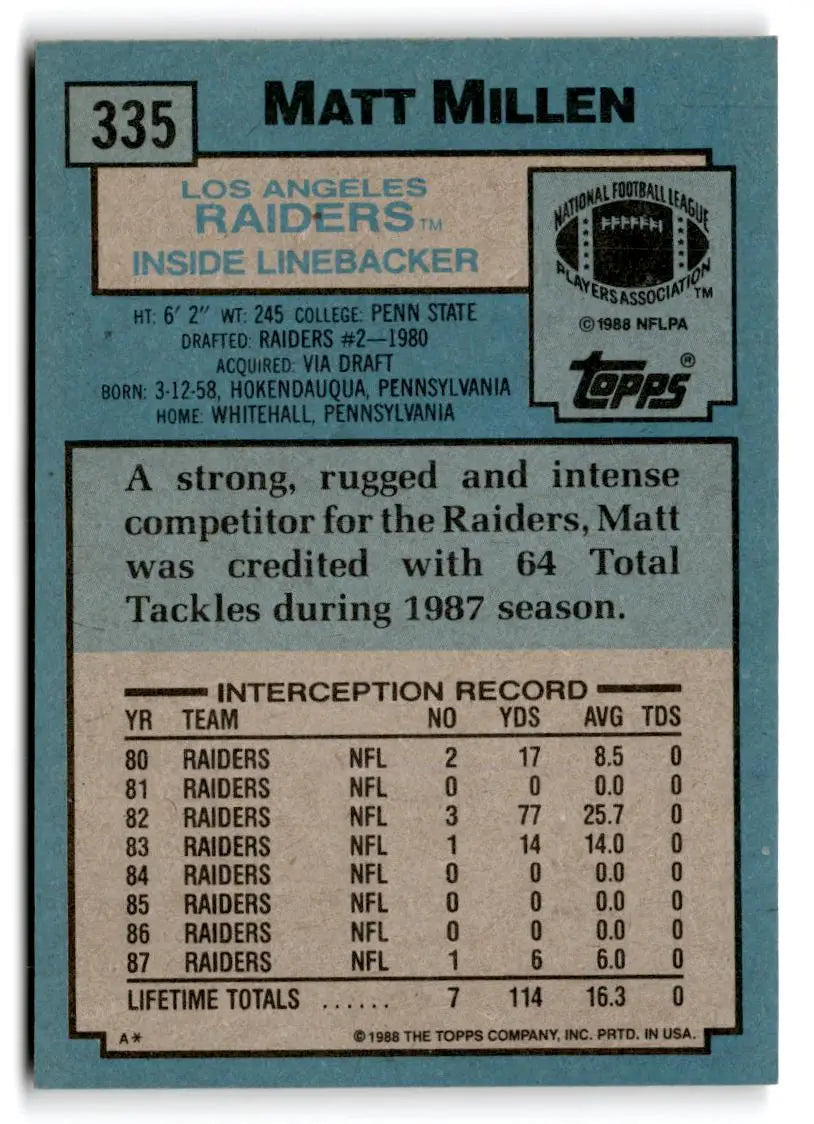 335
MATT MILLEN
LOS ANGELES
RAIDERS™
INSIDE LINEBACKER
HT: 6' 2" WT: 245 COLLEGE: PENN STATE
DRAFTED: RAIDERS #2—1980
ACQUIRED: VIA DRAFT
BORN: 3-12-58, HOKENDAUQUA, PENNSYLVANIA
HOME: WHITEHALL, PENNSYLVANIA
NATIONAL FOOTBALL LEAGUE
PLAYERS ASSOCIATION™
©1988 NFLPA
TOPPS®
A strong, rugged and intense
competitor for the Raiders, Matt
was credited with 64 Total
Tackles during 1987 season.
INTERCEPTION RECORD
YR TEAM NO YDS AVG TDS
80 RAIDERS NFL 2 17 8.5 0
81 RAIDERS NFL 0 0 0.0 0
82 RAIDERS NFL 3 77 25.7 0
83 RAIDERS NFL 1 14 14.0 0
84 RAIDERS NFL 0 0 0.0 0
85 RAIDERS NFL 0 0 0.0 0
86 RAIDERS NFL 0 0 0.0 0
87 RAIDERS NFL 1 6 6.0 0
LIFETIME TOTALS ...... 7 114 16.3 0
A* ©1988 THE TOPPS COMPANY, INC. PRTD. IN USA.